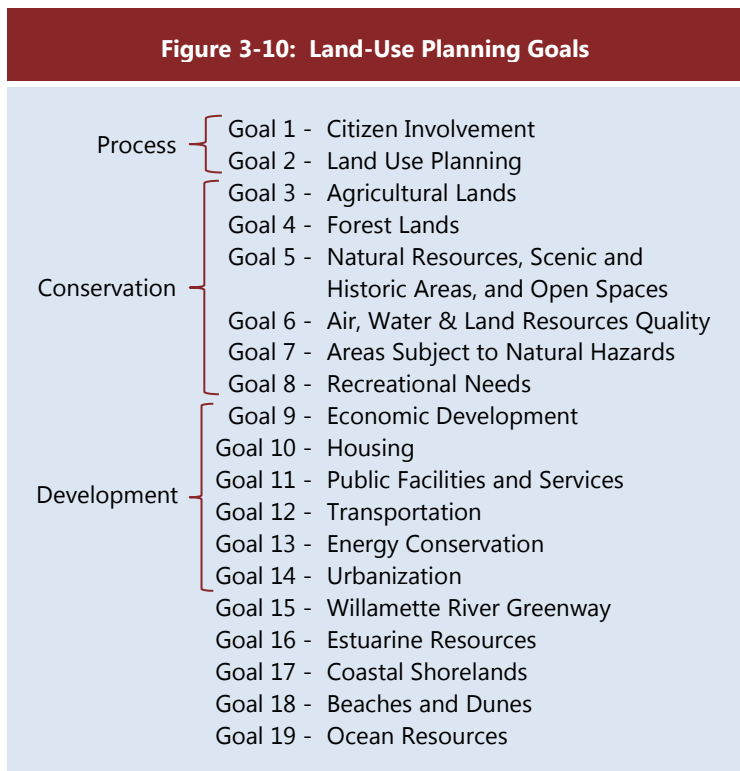 Figure 3-10: Land-Use Planning Goals
Process
Goal 1 - Citizen Involvement
Goal 2 - Land Use Planning
Conservation
Goal 3 - Agricultural Lands
Goal 4 - Forest Lands
Goal 5 - Natural Resources, Scenic and
Historic Areas, and Open Spaces
Goal 6 - Air, Water & Land Resources Quality
Goal 7 - Areas Subject to Natural Hazards
Goal 8 - Recreational Needs
Development
Goal 9 - Economic Development
Goal 10 - Housing
Goal 11 - Public Facilities and Services
Goal 12 - Transportation
Goal 13 - Energy Conservation
Goal 14 - Urbanization
Goal 15 - Willamette River Greenway
Goal 16 - Estuarine Resources
Goal 17 - Coastal Shorelands
Goal 18 - Beaches and Dunes
Goal 19 - Ocean Resources